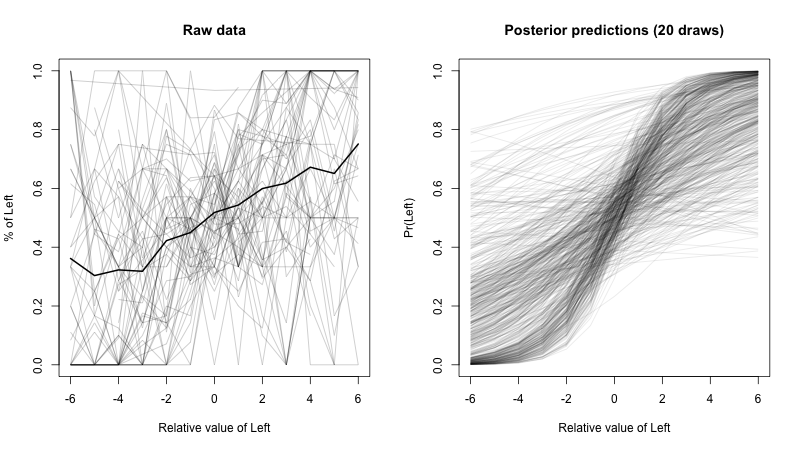 Raw data
% of Left
1.0
0.8
0.6
0.4
0.2
0.0
-6 -4 -2 0 2 4 6
Relative value of Left
Posterior predictions (20 draws)
Pr(Left)
1.0
0.8
0.6
0.4
0.2
0.0
-6 -4 -2 0 2 4 6
Relative value of Left